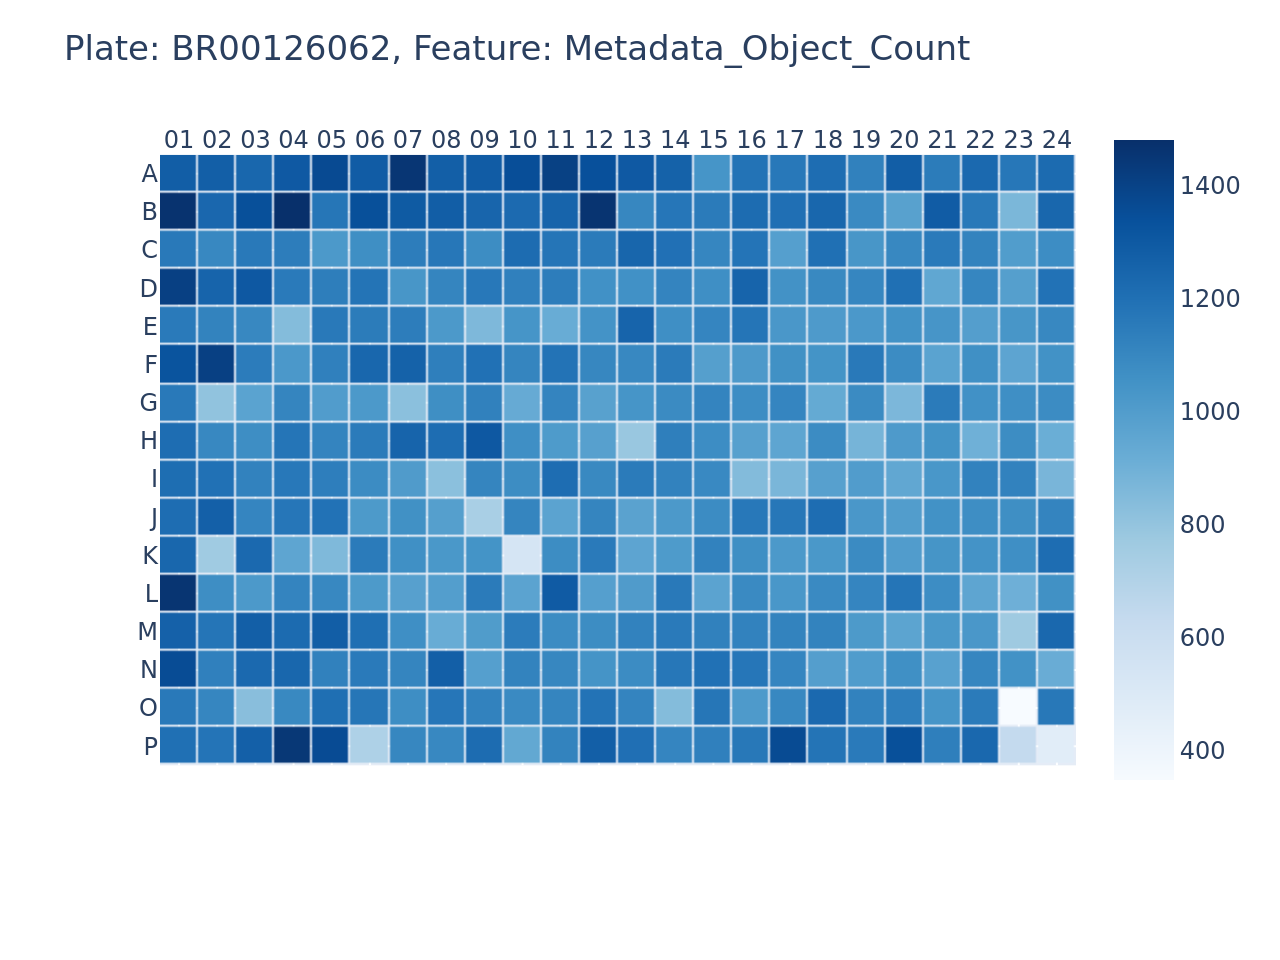 Plate: BR00126062, Feature: Metadata_Object_Count
01 02 03 04 05 06 07 08 09 10 11 12 13 14 15 16 17 18 19 20 21 22 23 24
A
B
C
D
E
F
G
H
I
J
K
L
M
N
O
P
1400
1200
1000
800
600
400